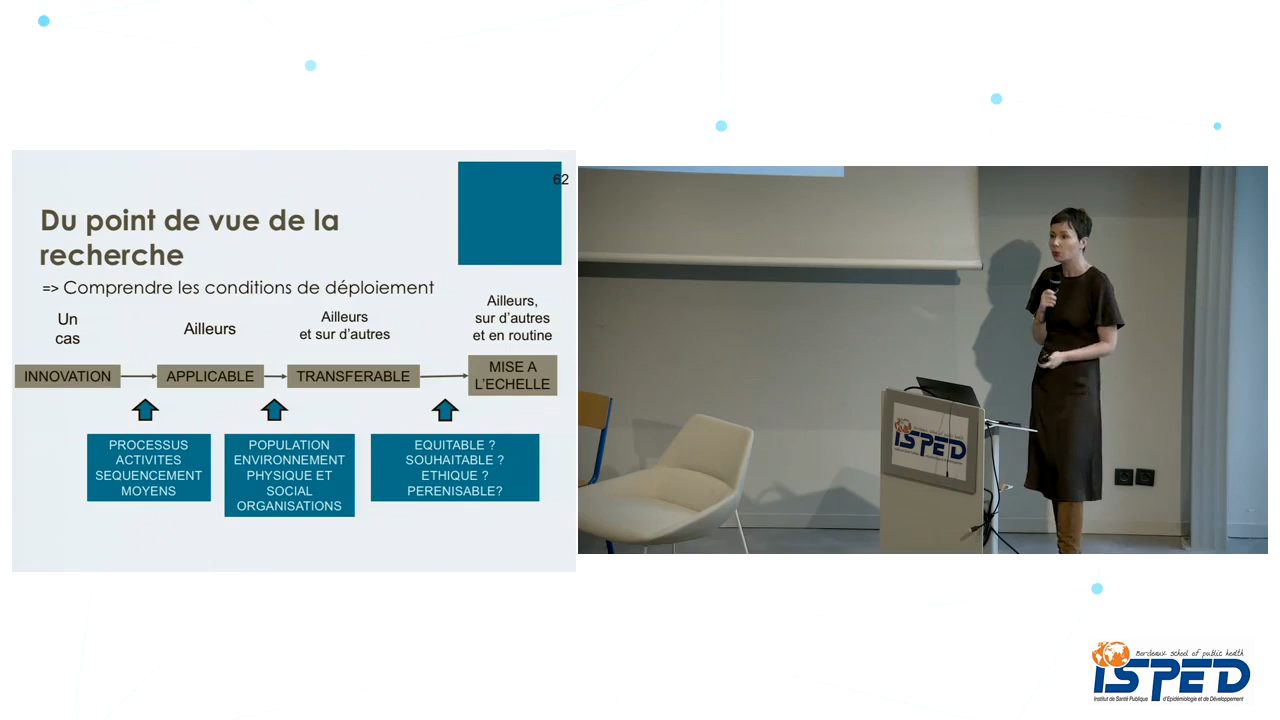 62
Du point de vue de la
recherche
=> Comprendre les conditions de déploiement
Un
cas
Ailleurs
Ailleurs
et sur d'autres
Ailleurs,
sur d'autres
et en routine
INNOVATION
APPLICABLE
TRANSFERABLE
MISE A
L'ECHELLE
PROCESSUS
ACTIVITES
SEQUENCEMENT
MOYENS
POPULATION
ENVIRONNEMENT
PHYSIQUE ET
SOCIAL
ORGANISATIONS
EQUITABLE ?
SOUHAITABLE ?
ETHIQUE ?
PERENISABLE?
ISPED
Bordeaux school of public health
ISPED
Institut de Santé Publique d'Epidémiologie et de Développement